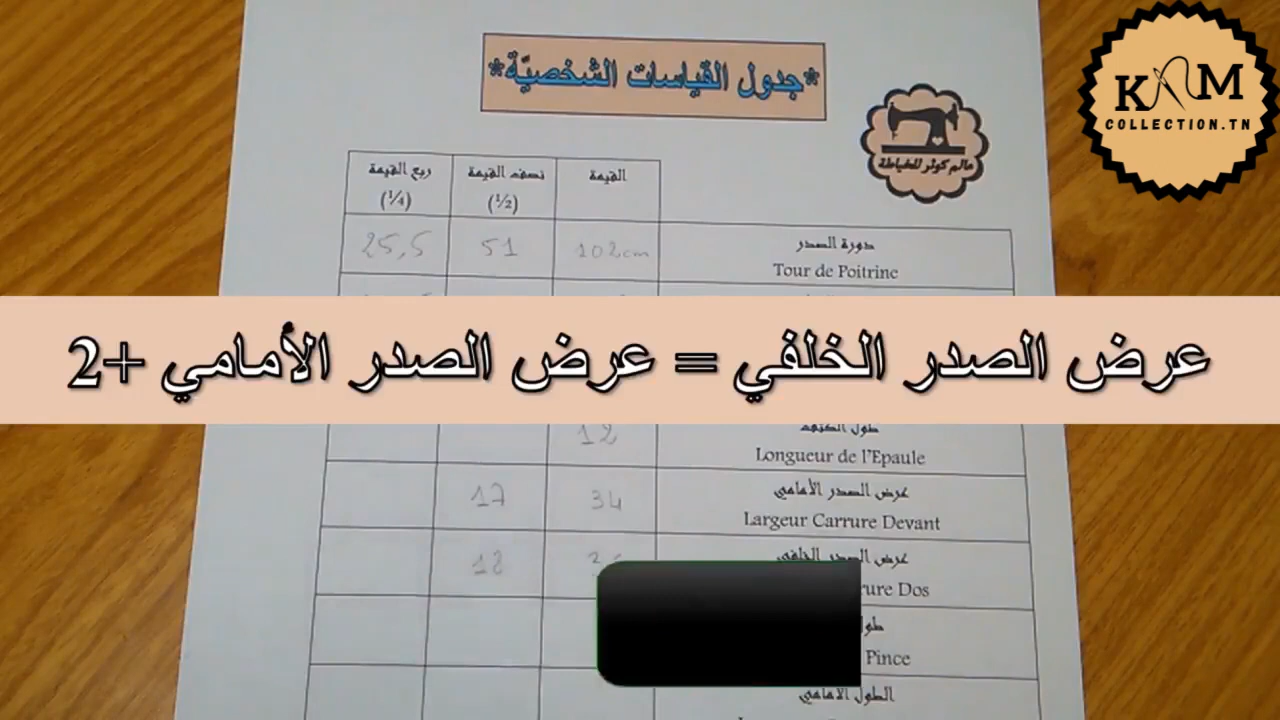 *جدول القياسات الشخصيّة*
KAM
COLLECTION.TN
عالم كوثر للخياطة
القيمة
نصف القيمة
(½)
ربع القيمة
(¼)
دورة الصدر
Tour de Poitrine
102cm
51
25,5
عرض الصدر الخلفي = عرض الصدر الأمامي +2
طول الكتف
Longueur de l'Epaule
12
عرض الصدر الأمامي
Largeur Carrure Devant
34
17
عرض الصدر الخلفي
Dos
18
Pince
الطول الأمامي